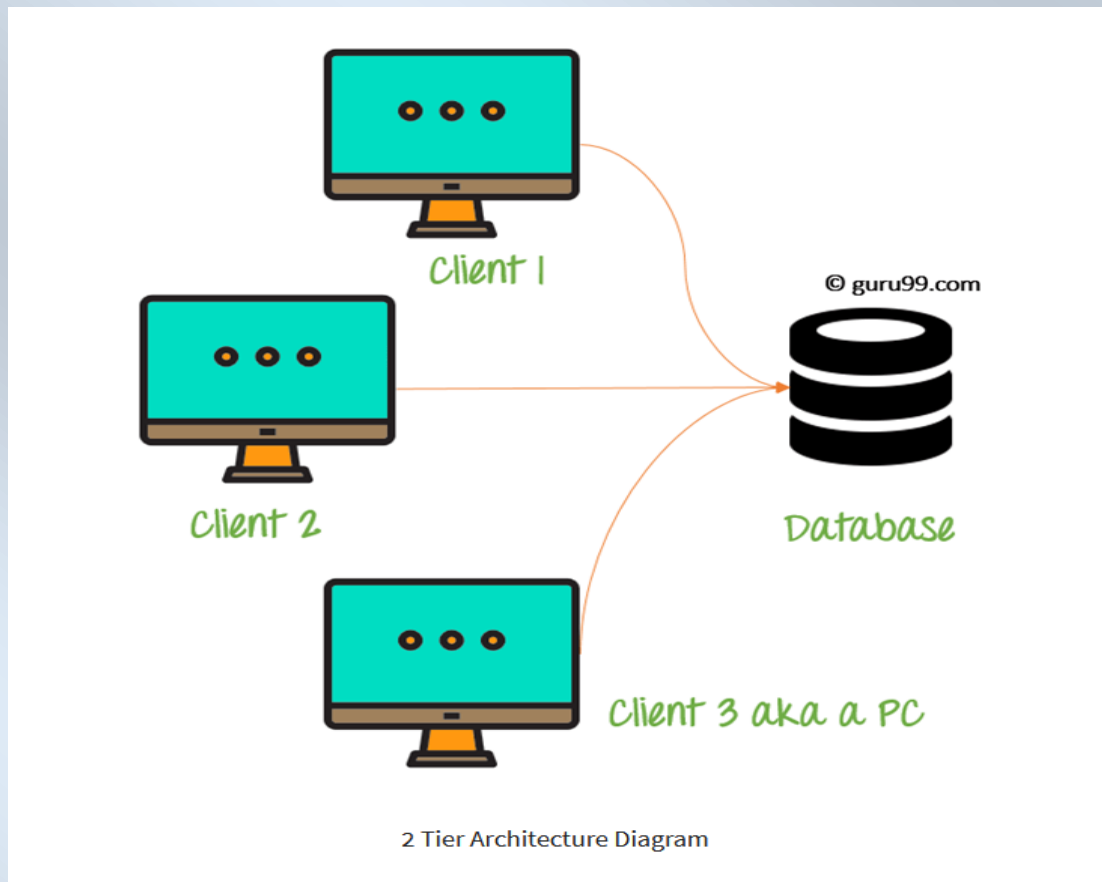 Client 1
© guru99.com
Client 2
Database
Client 3 aka a PC
2 Tier Architecture Diagram